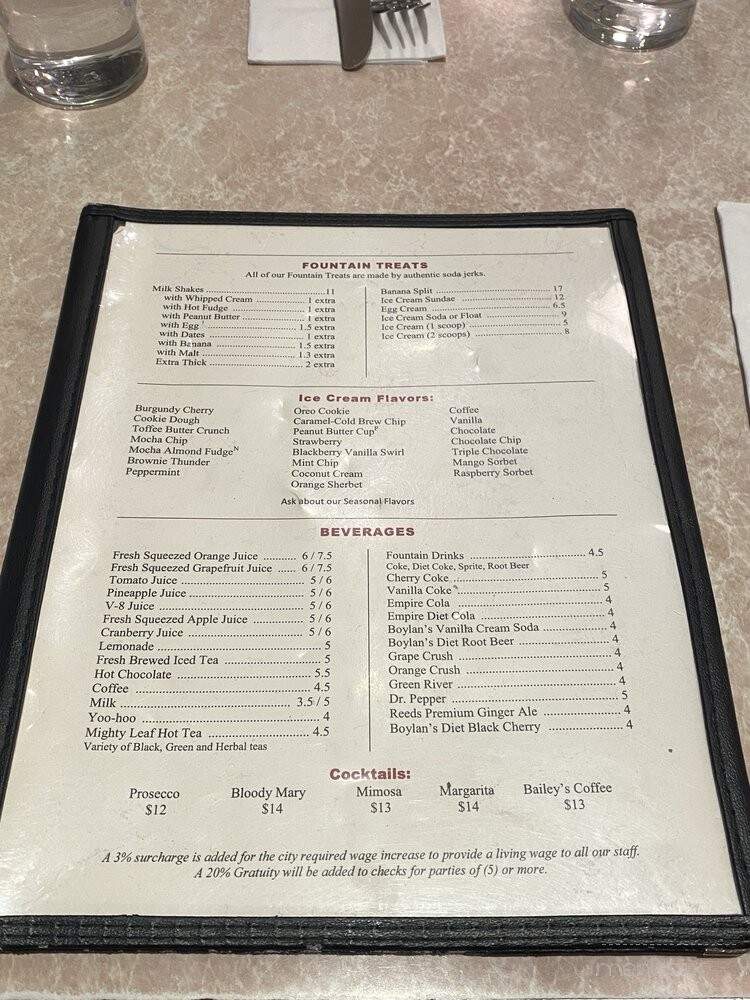 FOUNTAIN TREATS
All of our Fountain Treats are made by authentic soda jerks.
Milk Shakes 11
with Whipped Cream 1 extra
with Hot Fudge 1 extra
with Peanut Butter 1 extra
with Egg 1.5 extra
with Dates 1 extra
with Banana 1.5 extra
with Malt 1.3 extra
Extra Thick 2 extra
Banana Split 17
Ice Cream Sundae 12
Egg Cream 6.5
Ice Cream Soda or Float 9
Ice Cream (1 scoop) 5
Ice Cream (2 scoops) 8
Ice Cream Flavors:
Burgundy Cherry
Cookie Dough
Toffee Butter Crunch
Mocha Chip
Mocha Almond Fudge N
Brownie Thunder
Peppermint
Oreo Cookie
Caramel-Cold Brew Chip
Peanut Butter Cup P
Strawberry
Blackberry Vanilla Swirl
Mint Chip
Coconut Cream
Orange Sherbet
Coffee
Vanilla
Chocolate
Chocolate Chip
Triple Chocolate
Mango Sorbet
Raspberry Sorbet
Ask about our Seasonal Flavors
BEVERAGES
Fresh Squeezed Orange Juice 6 / 7.5
Fresh Squeezed Grapefruit Juice 6 / 7.5
Tomato Juice 5 / 6
Pineapple Juice 5 / 6
V-8 Juice 5 / 6
Fresh Squeezed Apple Juice 5 / 6
Cranberry Juice 5 / 6
Lemonade 5
Fresh Brewed Iced Tea 5
Hot Chocolate 5.5
Coffee 4.5
Milk 3.5 / 5
Yoo-hoo 4
Mighty Leaf Hot Tea 4.5
Variety of Black, Green and Herbal teas
Fountain Drinks 4.5
Coke, Diet Coke, Sprite, Root Beer
Cherry Coke 5
Vanilla Coke 5
Empire Cola 4
Empire Diet Cola 4
Boylan's Vanilla Cream Soda 4
Boylan's Diet Root Beer 4
Grape Crush 4
Orange Crush 4
Green River 4
Dr. Pepper 5
Reeds Premium Ginger Ale 4
Boylan's Diet Black Cherry 4
Cocktails:
Prosecco Bloody Mary Mimosa Margarita Bailey's Coffee
$12 $14 $13 $14 $13
A 3% surcharge is added for the city required wage increase to provide a living wage to all our staff.
A 20% Gratuity will be added to checks for parties of (5) or more.